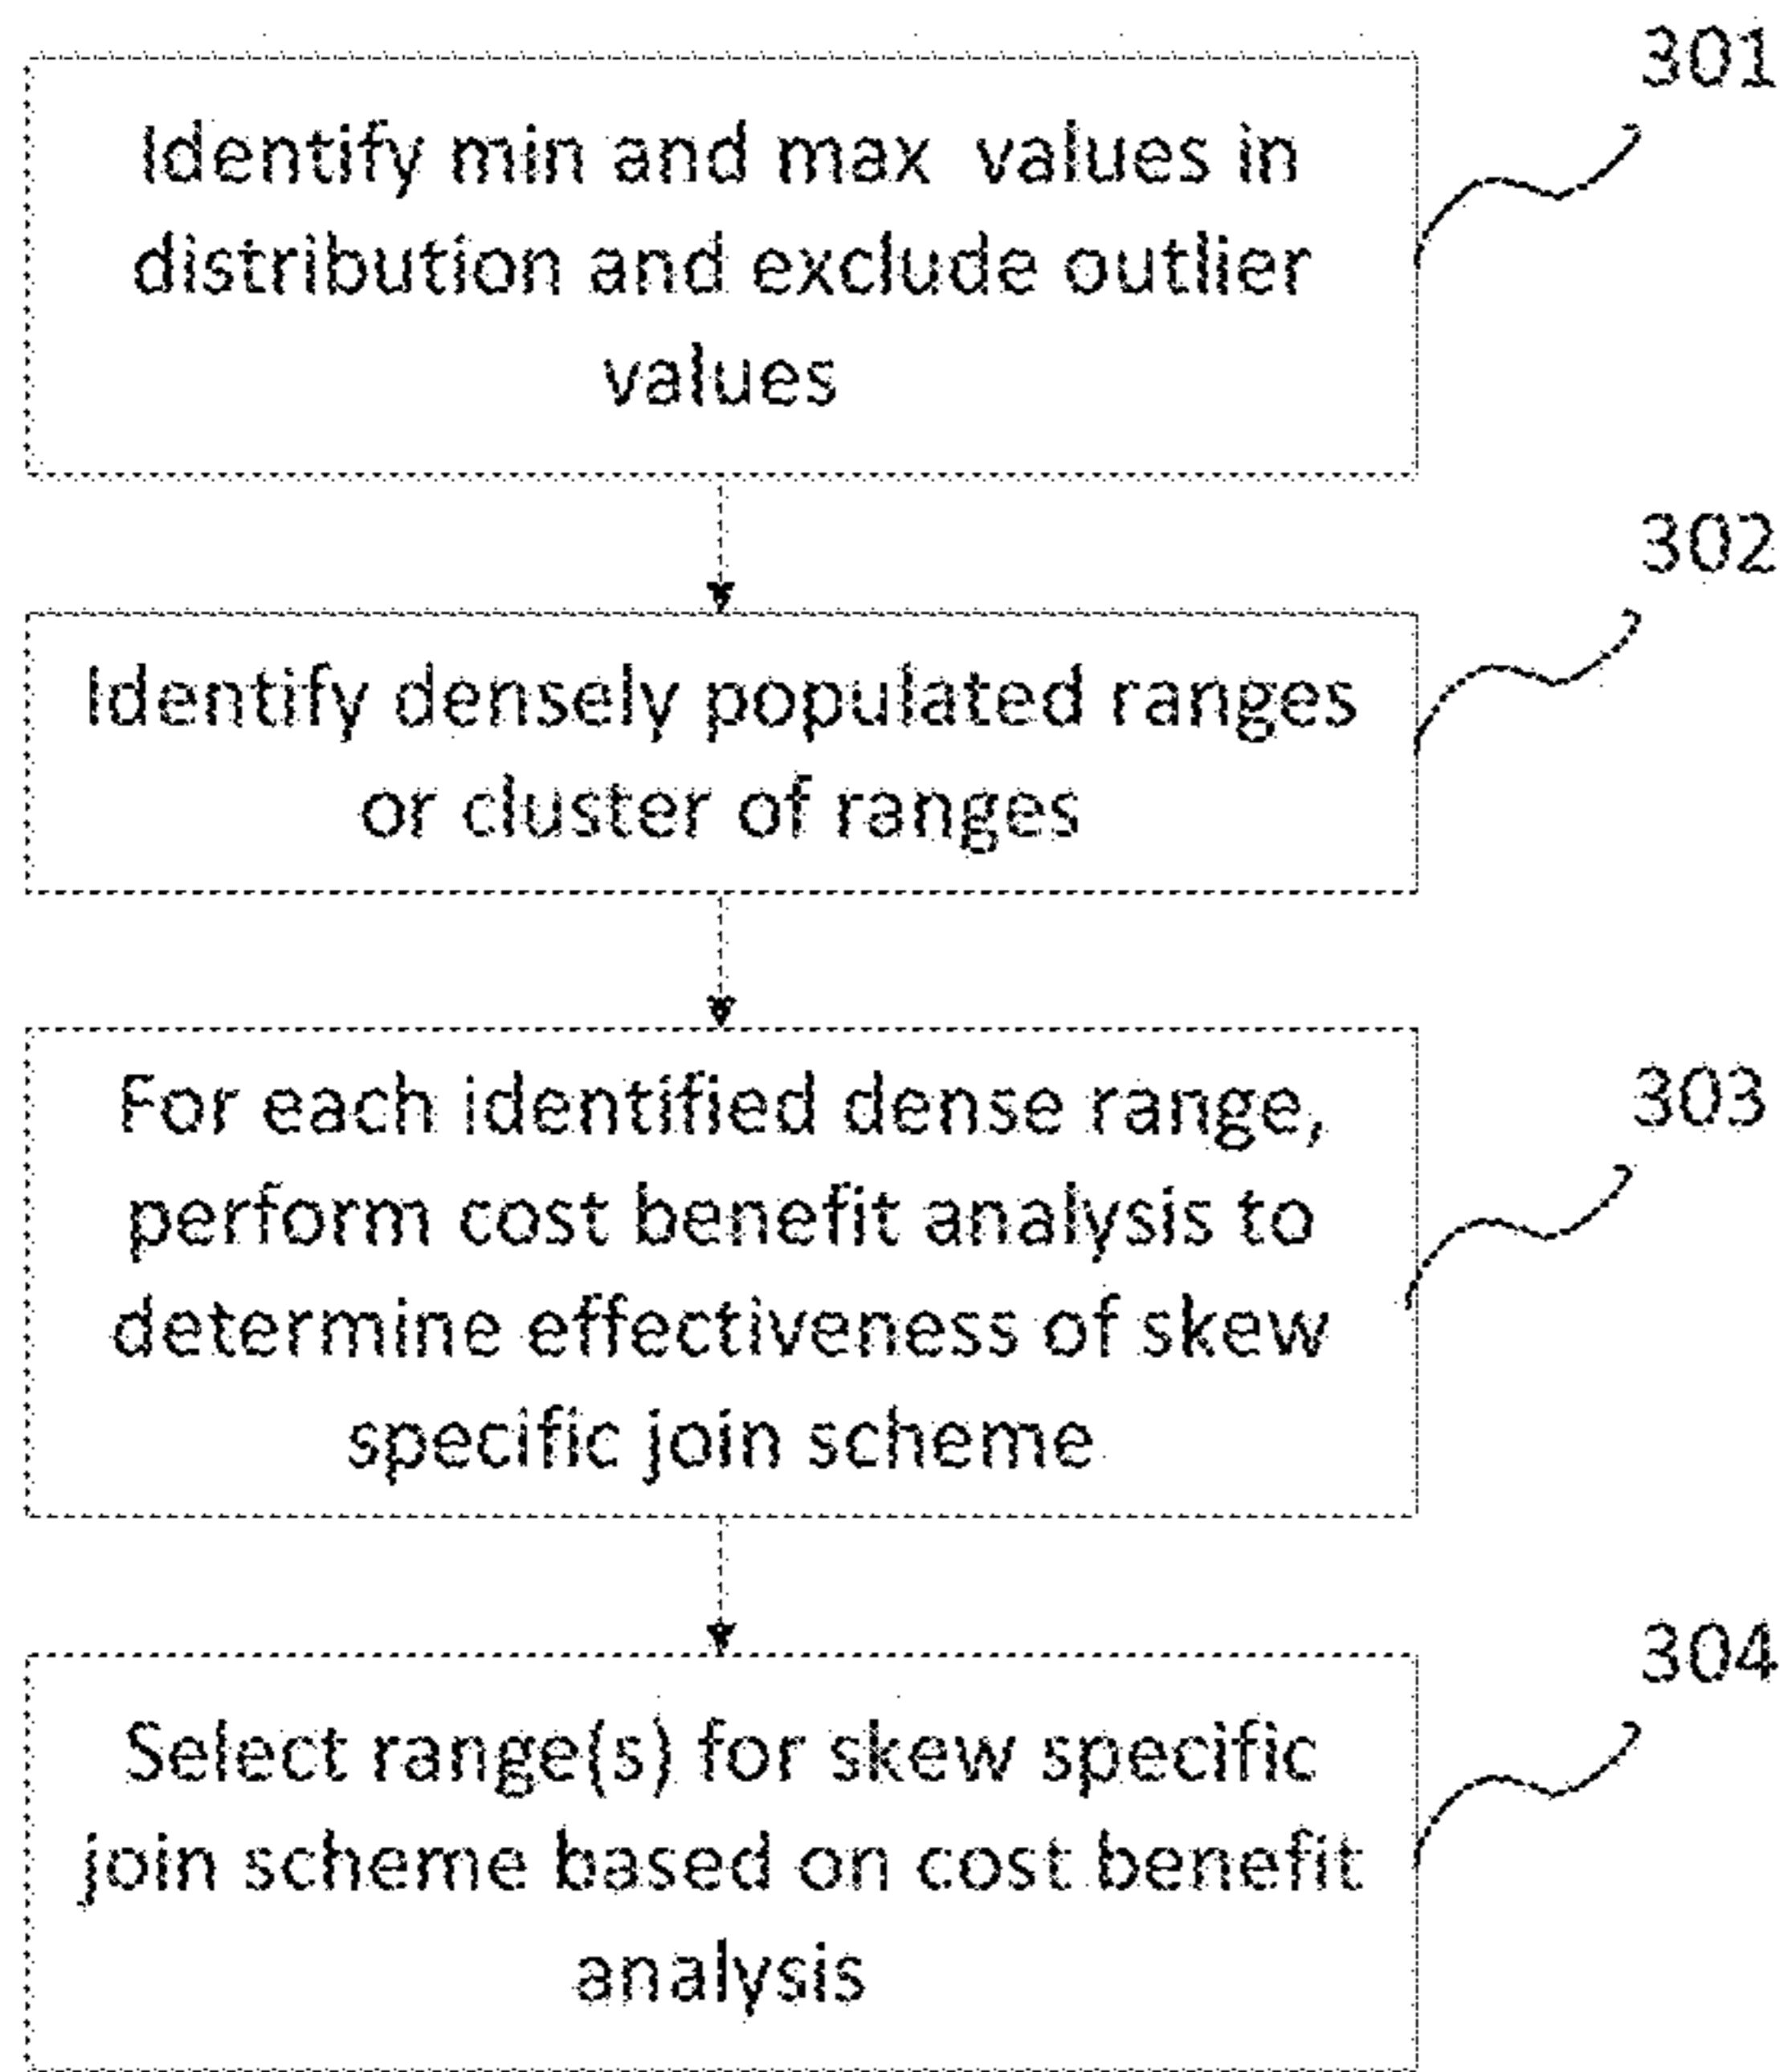 301
Identify min and max values in
distribution and exclude outlier
values
302
Identify densely populated ranges
or cluster of ranges
303
For each identified dense range,
perform cost benefit analysis to
determine effectiveness of skew
specific join scheme
304
Select range(s) for skew specific
join scheme based on cost benefit
analysis